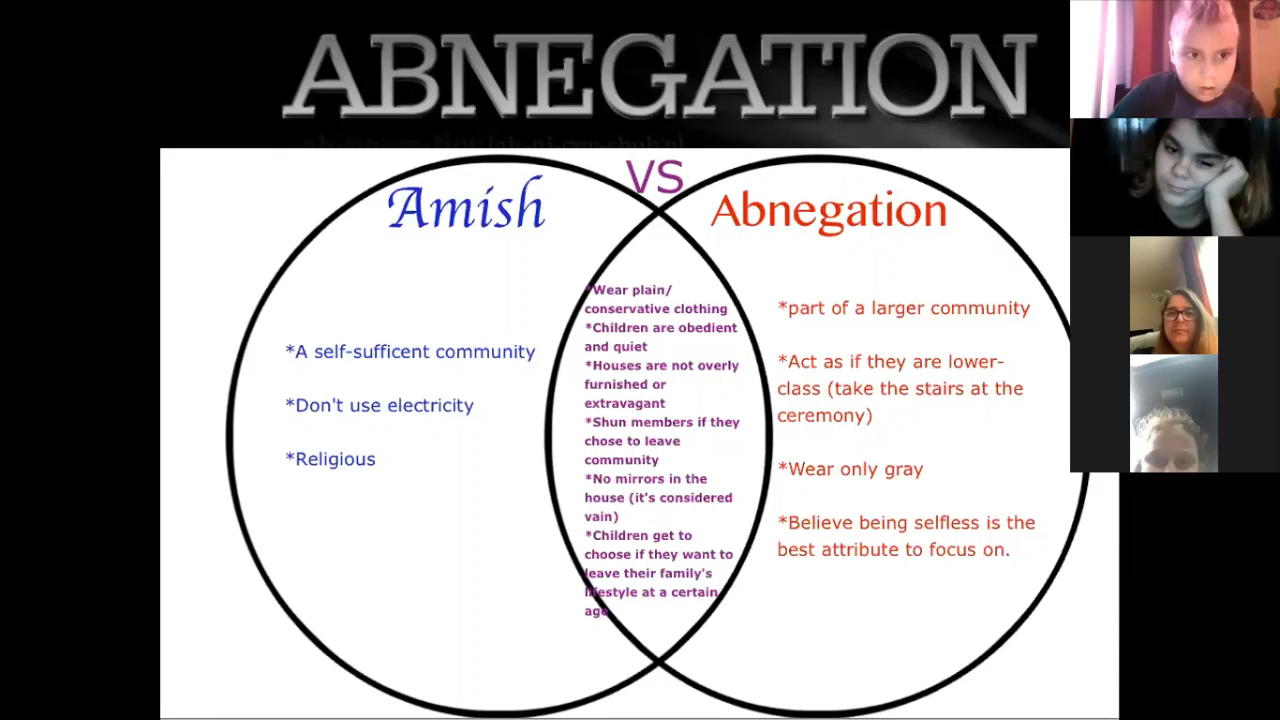 ABNEGATION
VS
Amish
Abnegation
*A self-sufficent community
*Don't use electricity
*Religious
*Wear plain/
conservative clothing
*Children are obedient
and quiet
*Houses are not overly
furnished or
extravagant
*Shun members if they
chose to leave
community
*No mirrors in the
house (it's considered
vain)
*Children get to
choose if they want to
leave their family's
lifestyle at a certain
age
*part of a larger community
*Act as if they are lower-
class (take the stairs at the
ceremony)
*Wear only gray
*Believe being selfless is the
best attribute to focus on.